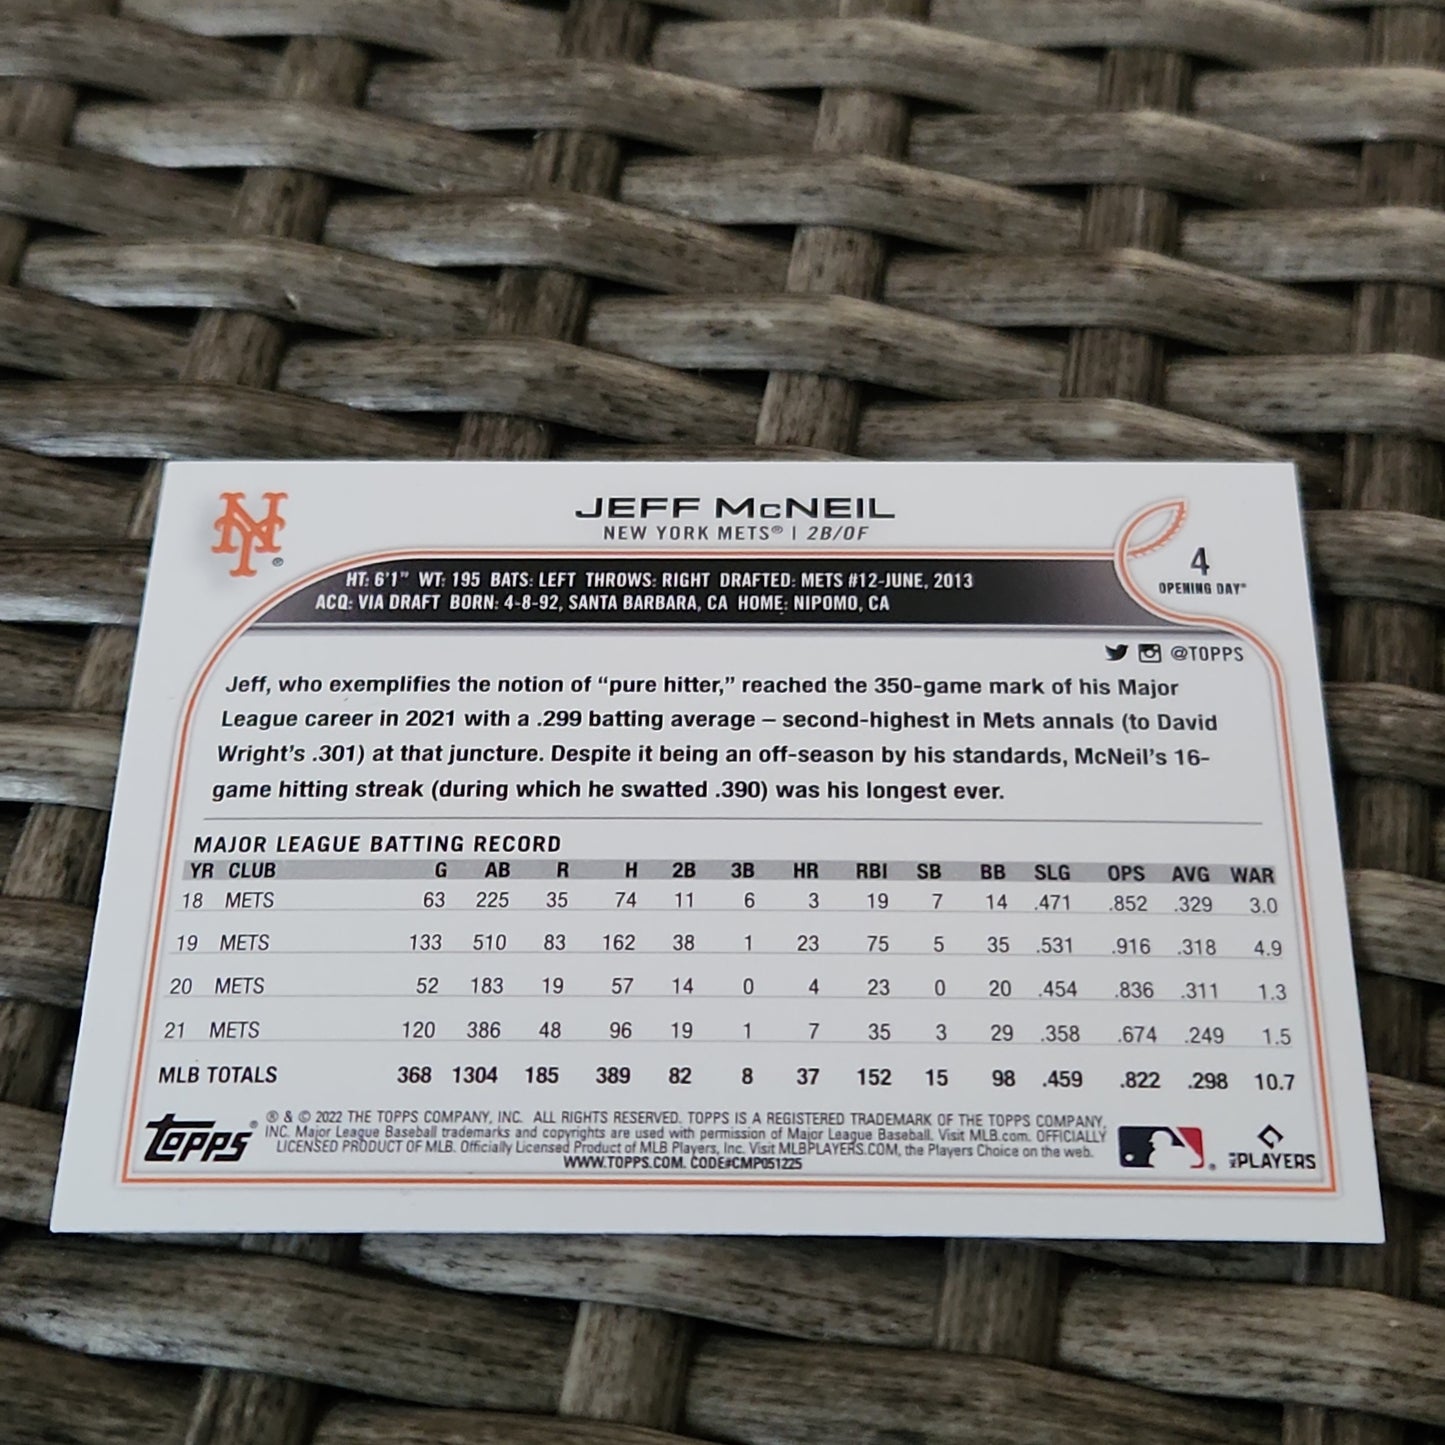 NY ®
JEFF McNEIL
NEW YORK METS® | 2B/OF
4
OPENING DAY®
HT: 6'1" WT: 195 BATS: LEFT THROWS: RIGHT DRAFTED: METS #12-JUNE, 2013
ACQ: VIA DRAFT BORN: 4-8-92, SANTA BARBARA, CA HOME: NIPOMO, CA
@TOPPS
Jeff, who exemplifies the notion of “pure hitter,” reached the 350-game mark of his Major
League career in 2021 with a .299 batting average – second-highest in Mets annals (to David
Wright's .301) at that juncture. Despite it being an off-season by his standards, McNeil's 16-
game hitting streak (during which he swatted .390) was his longest ever.
MAJOR LEAGUE BATTING RECORD
YR CLUB G AB R H 2B 3B HR RBI SB BB SLG OPS AVG WAR
18 METS 63 225 35 74 11 6 3 19 7 14 .471 .852 .329 3.0
19 METS 133 510 83 162 38 1 23 75 5 35 .531 .916 .318 4.9
20 METS 52 183 19 57 14 0 4 23 0 20 .454 .836 .311 1.3
21 METS 120 386 48 96 19 1 7 35 3 29 .358 .674 .249 1.5
MLB TOTALS 368 1304 185 389 82 8 37 152 15 98 .459 .822 .298 10.7
Topps®
® & © 2022 THE TOPPS COMPANY, INC. ALL RIGHTS RESERVED. TOPPS IS A REGISTERED TRADEMARK OF THE TOPPS COMPANY,
INC. Major League Baseball trademarks and copyrights are used with permission of Major League Baseball. Visit MLB.com. OFFICIALLY
LICENSED PRODUCT OF MLB. Officially Licensed Product of MLB Players, Inc. Visit MLBPLAYERS.COM, the Players Choice on the web.
WWW.TOPPS.COM. CODE#CMP051225
MLB PLAYERS